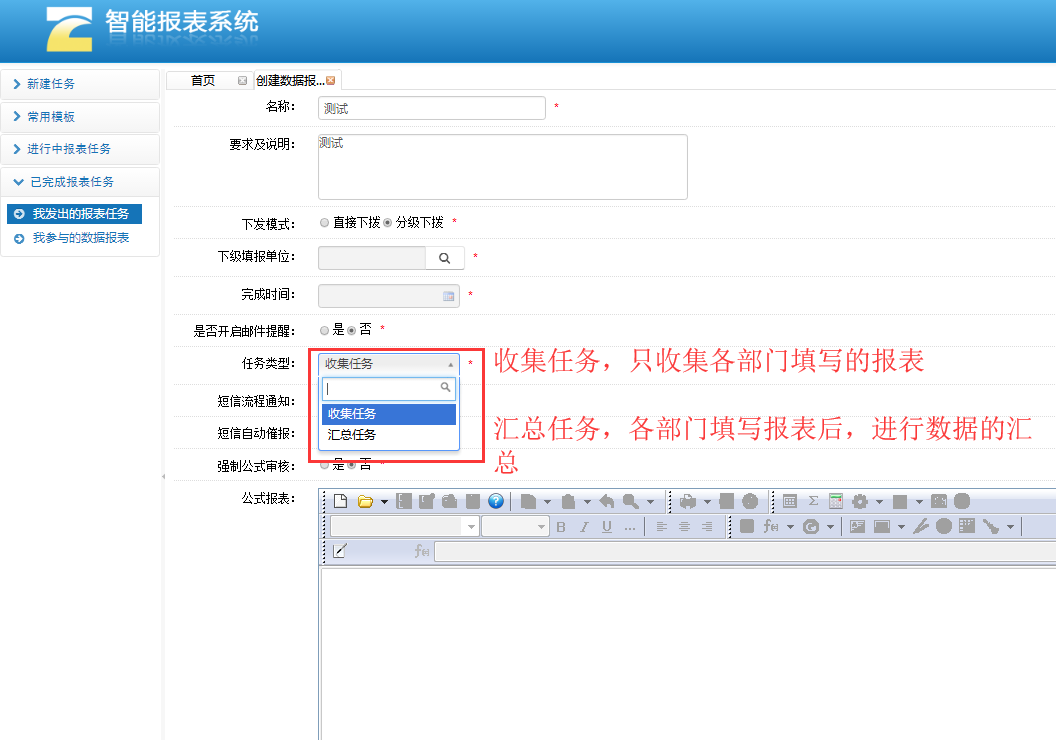 智能报表系统
新建任务
常用模板
进行中报表任务
已完成报表任务
我发出的报表任务
我参与的数据报表
首页
创建数据报...
名称：
测试
*
要求及说明：
测试
下发模式：
直接下拨 分级下拨 *
下级填报单位：
*
完成时间：
*
是否开启邮件提醒：
是 否 *
任务类型：
收集任务
*
收集任务
汇总任务
收集任务，只收集各部门填写的报表
汇总任务，各部门填写报表后，进行数据的汇
总
短信流程通知：
短信自动催报：
强制公式审核：
是 否 *
公式报表：
B I U ...